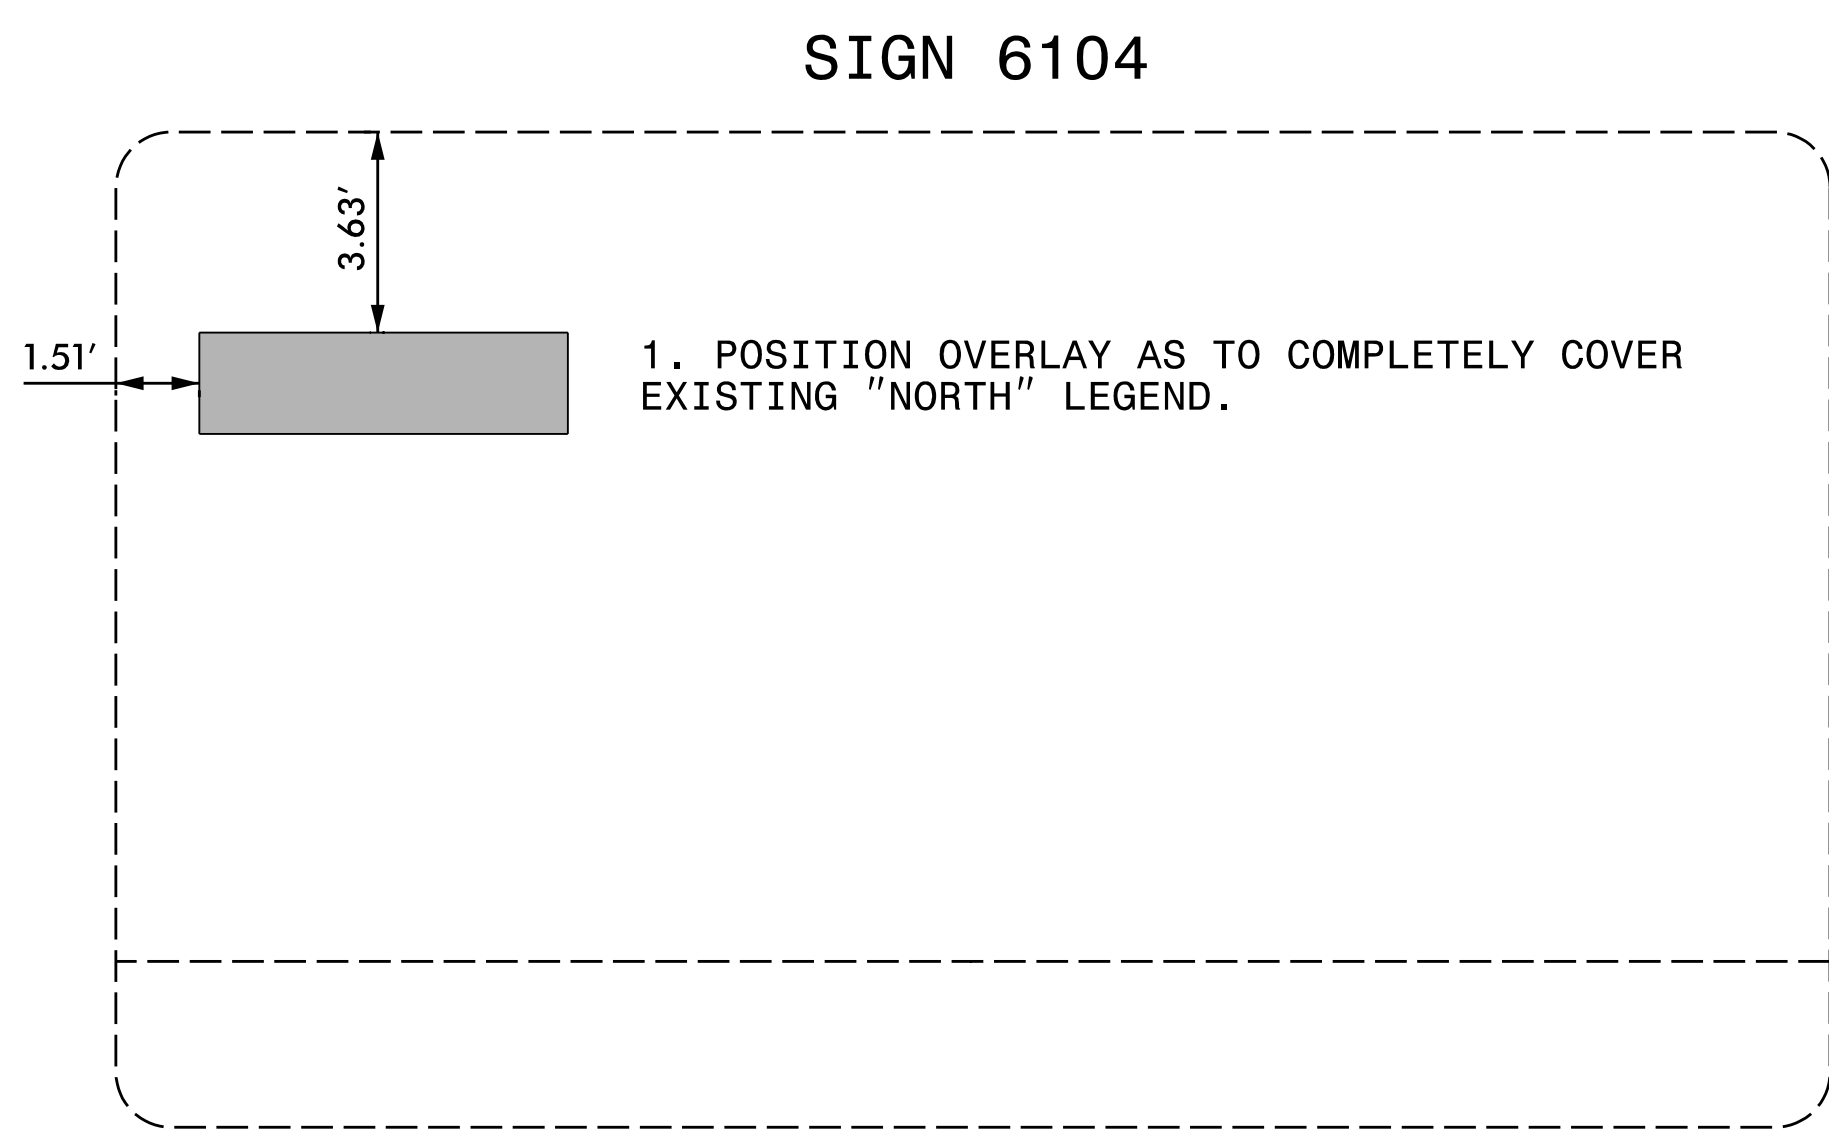 SIGN 6104
3.63'
1.51'
1. POSITION OVERLAY AS TO COMPLETELY COVER
EXISTING "NORTH" LEGEND.